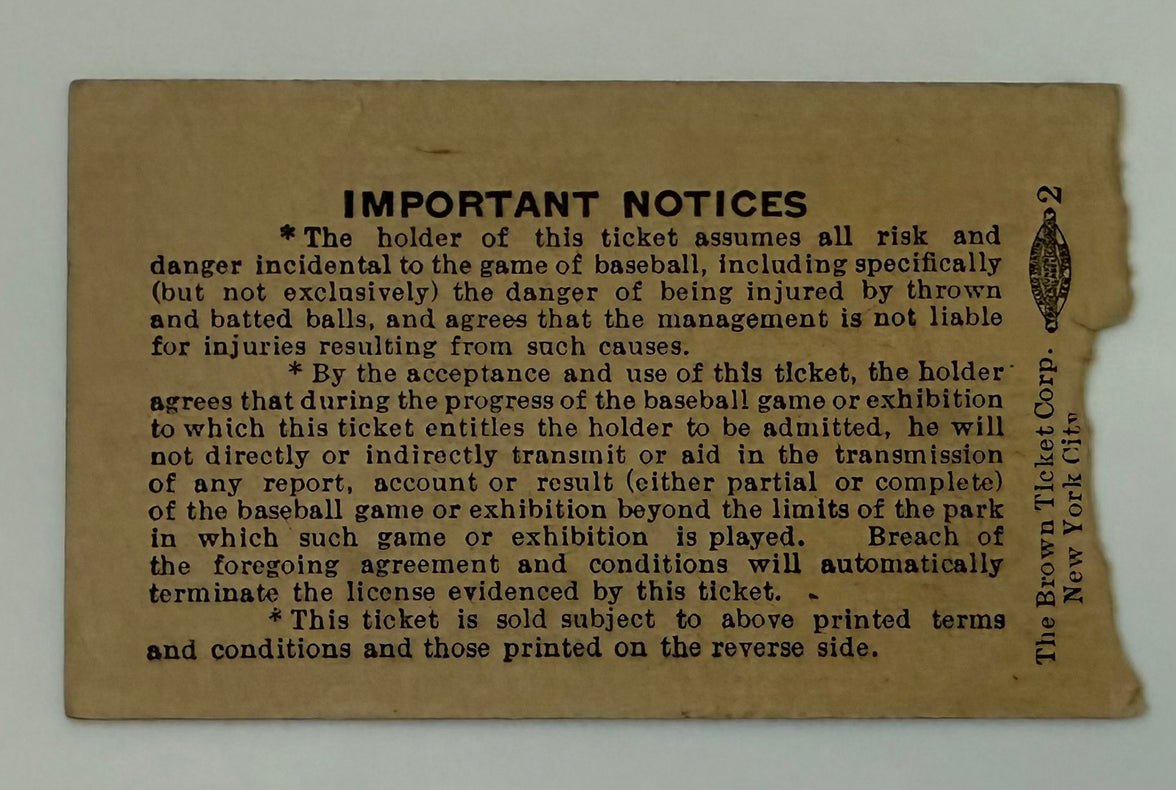 IMPORTANT NOTICES
* The holder of this ticket assumes all risk and
danger incidental to the game of baseball, including specifically
(but not exclusively) the danger of being injured by thrown
and batted balls, and agrees that the management is not liable
for injuries resulting from such causes.
* By the acceptance and use of this ticket, the holder
agrees that during the progress of the baseball game or exhibition
to which this ticket entitles the holder to be admitted, he will
not directly or indirectly transmit or aid in the transmission
of any report, account or result (either partial or complete)
of the baseball game or exhibition beyond the limits of the park
in which such game or exhibition is played. Breach of
the foregoing agreement and conditions will automatically
terminate the license evidenced by this ticket.
* This ticket is sold subject to above printed terms
and conditions and those printed on the reverse side.
The Brown Ticket Corp. 2
New York City